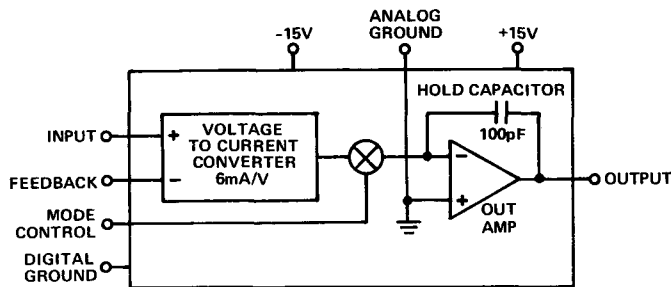 -15V
ANALOG
GROUND
+15V
HOLD CAPACITOR
100pF
INPUT
+
VOLTAGE
TO CURRENT
CONVERTER
6mA/V
FEEDBACK
-
-
+
OUT
AMP
OUTPUT
MODE
CONTROL
DIGITAL
GROUND